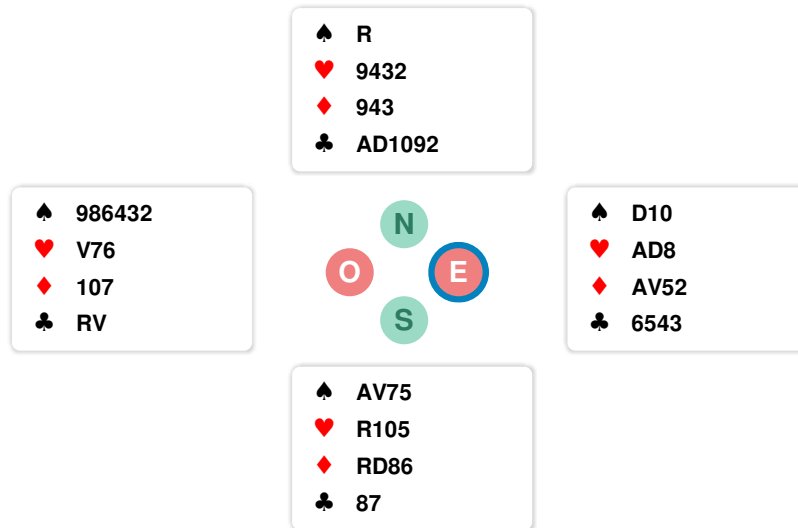 ♠ R
♥ 9432
♦ 943
♣ AD1092
♠ 986432
♥ V76
♦ 107
♣ RV
N
O E
S
♠ D10
♥ AD8
♦ AV52
♣ 6543
♠ AV75
♥ R105
♦ RD86
♣ 87